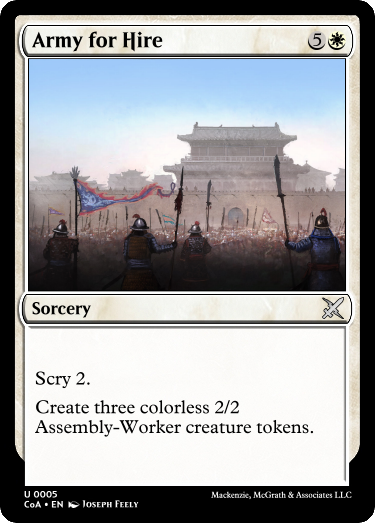 Army for Hire 5
Sorcery
Scry 2.
Create three colorless 2/2
Assembly-Worker creature tokens.
U 0005
CoA • EN Joseph Feely
Mackenzie, McGrath & Associates LLC